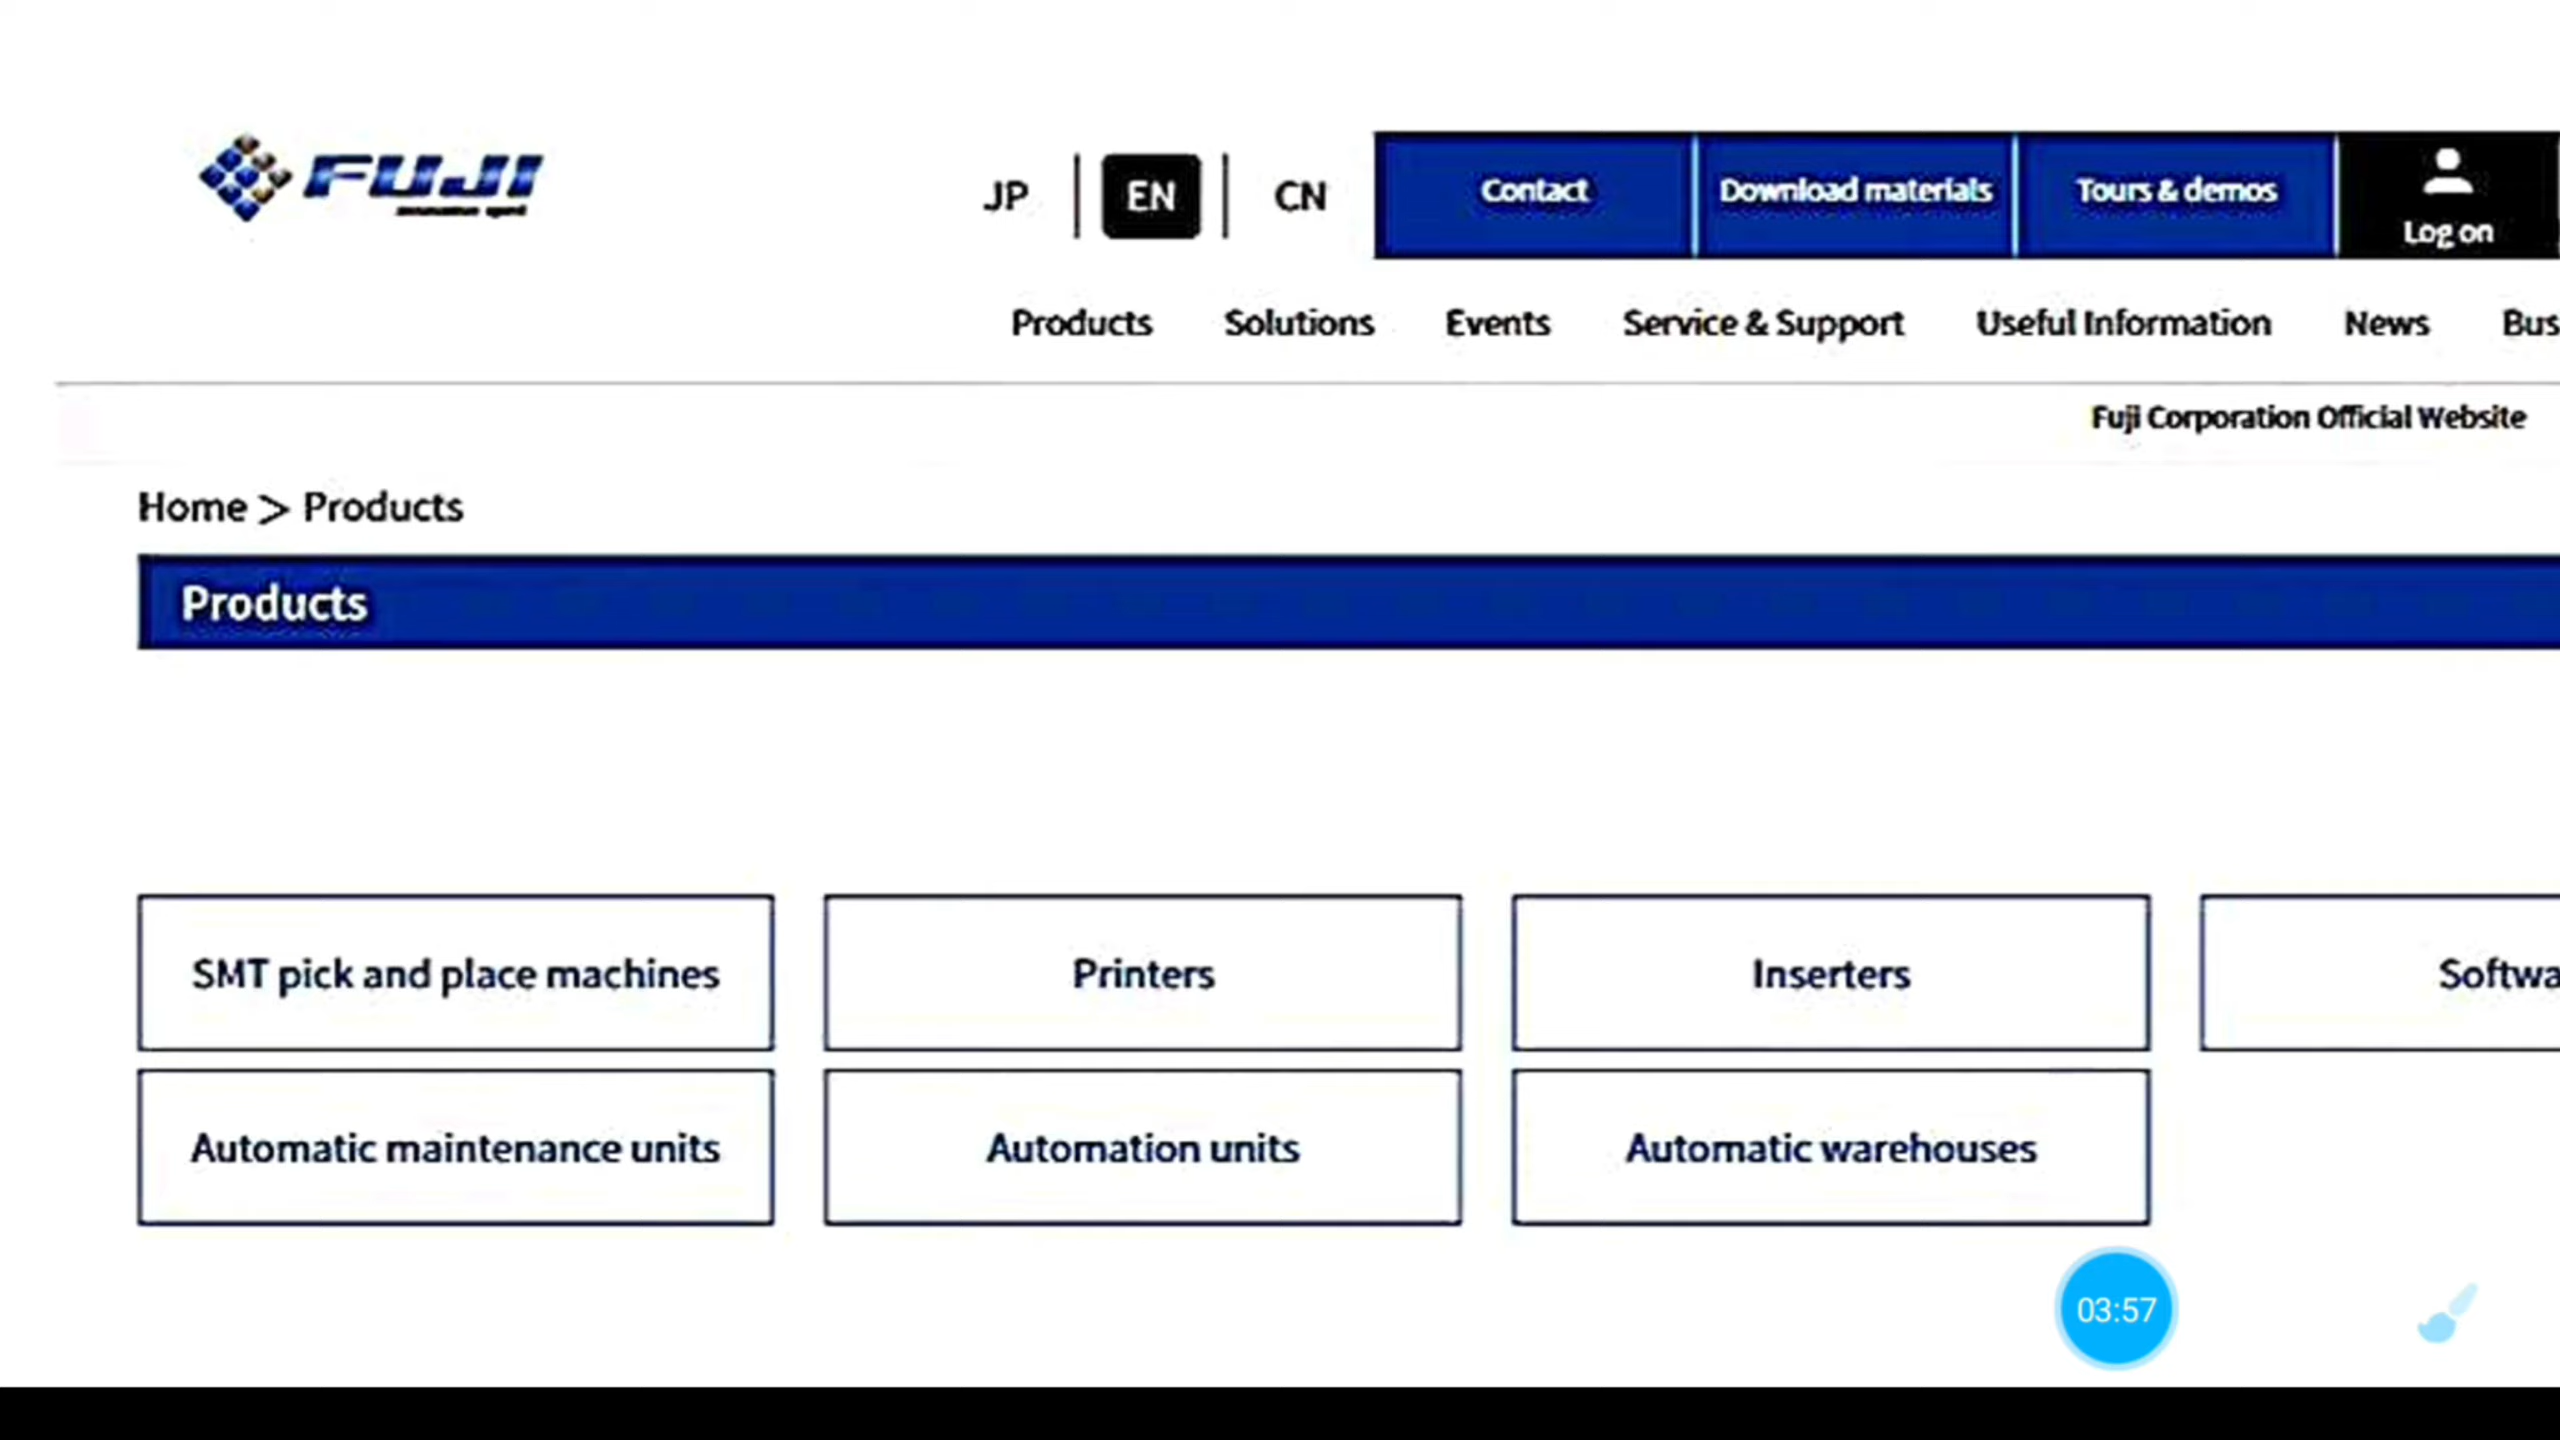 FUJI
JP | EN | CN
Contact
Download materials
Tours & demos
Log on
Products
Solutions
Events
Service & Support
Useful Information
News
Bus
Fuji Corporation Official Website
Home > Products
Products
SMT pick and place machines
Printers
Inserters
Softwa
Automatic maintenance units
Automation units
Automatic warehouses
03:57